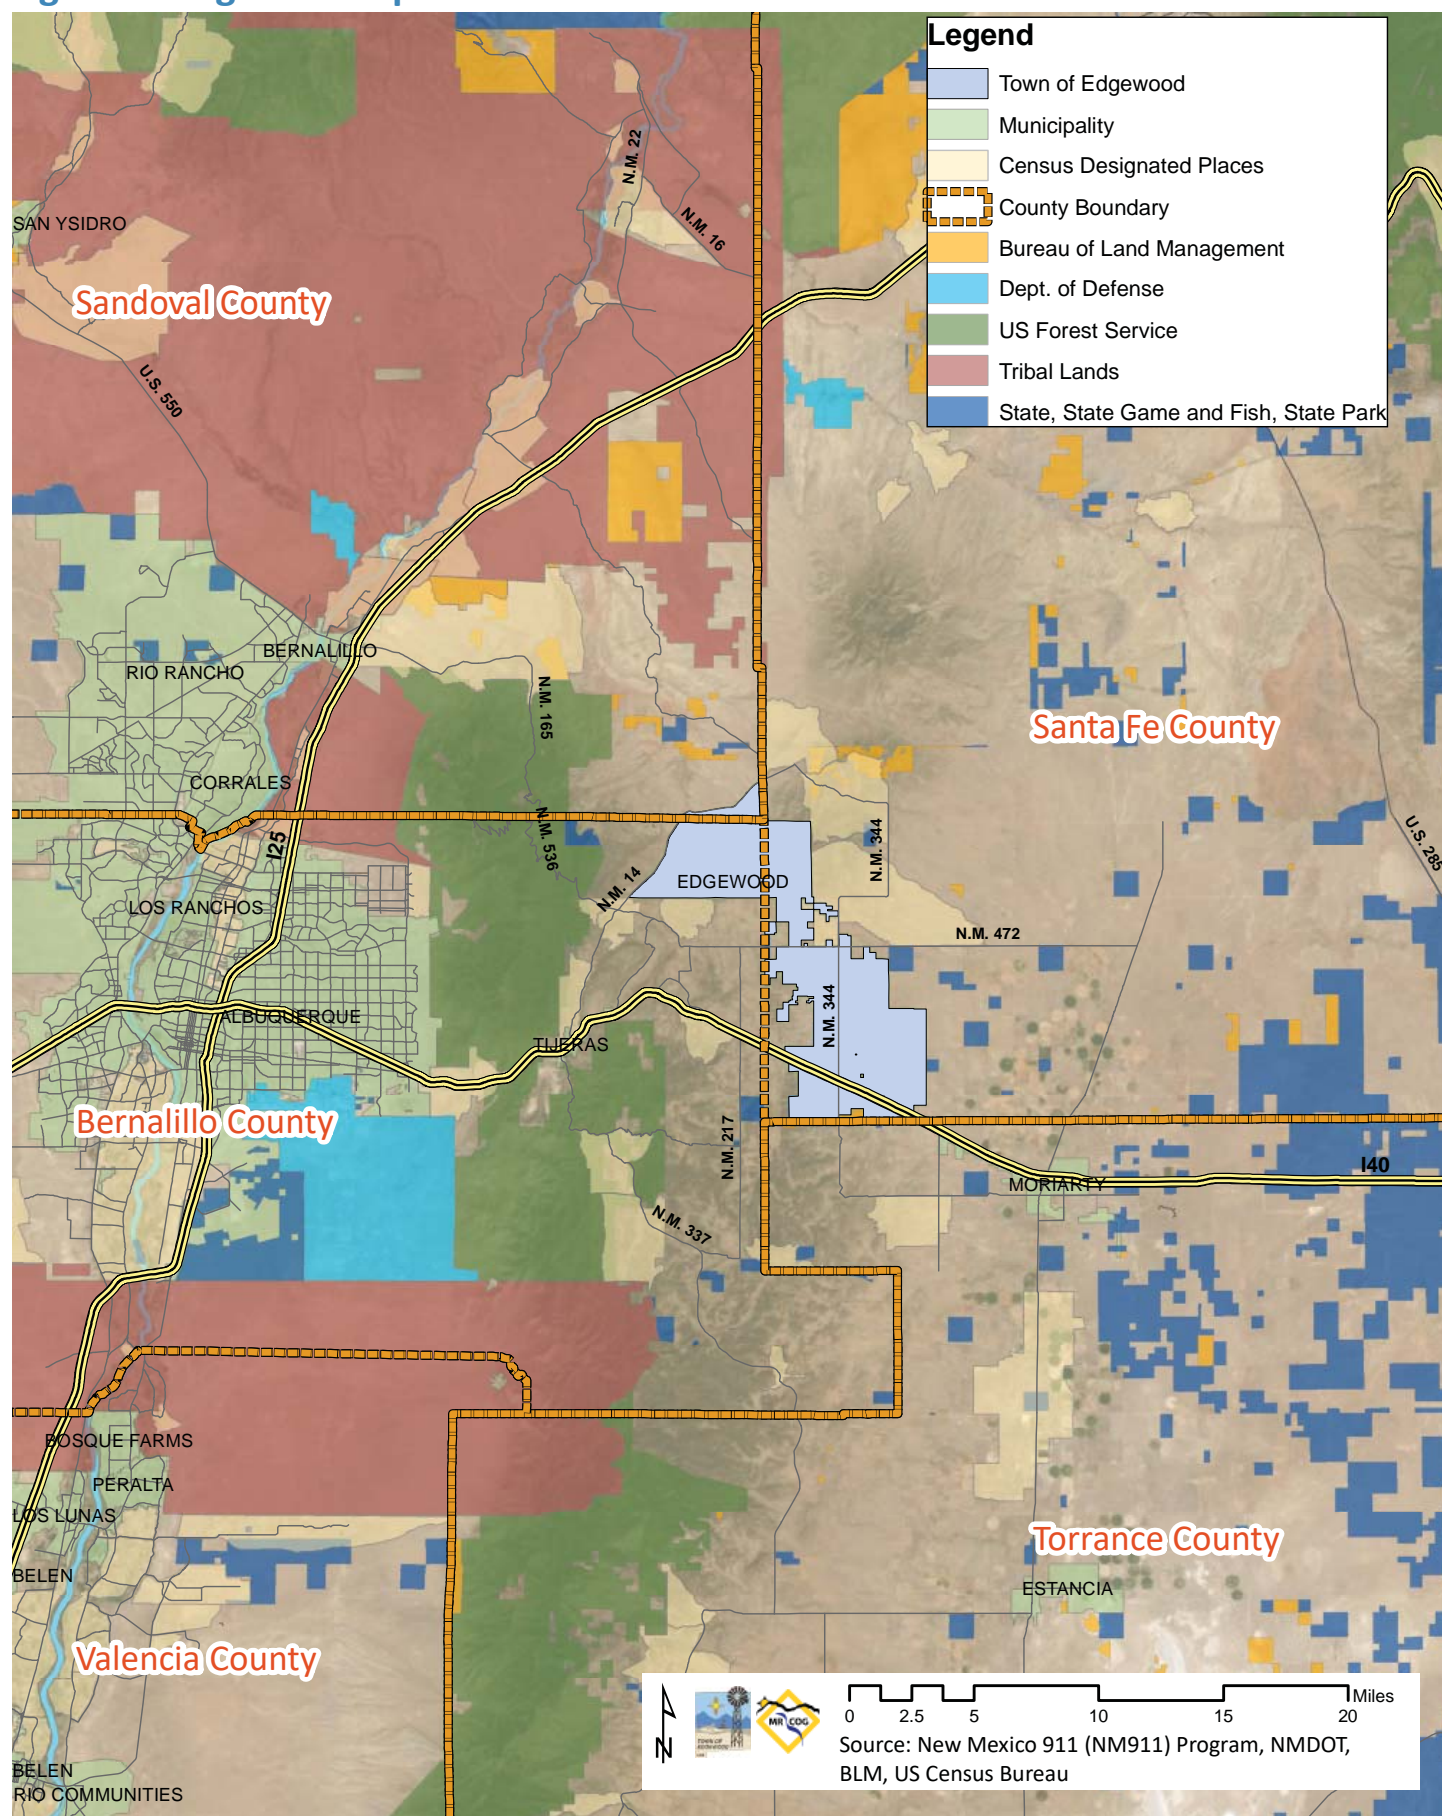 Legend
Town of Edgewood
Municipality
Census Designated Places
County Boundary
Bureau of Land Management
Dept. of Defense
US Forest Service
Tribal Lands
State, State Game and Fish, State Park
N.M. 22
N.M. 16
SAN YSIDRO
Sandoval County
U.S. 550
BERNALILLO
RIO RANCHO
N.M. 165
Santa Fe County
CORRALES
I25
N.M. 536
N.M. 344
U.S. 285
N.M. 14
EDGEWOOD
LOS RANCHOS
N.M. 472
N.M. 344
ALBUQUERQUE
TIJERAS
Bernalillo County
N.M. 217
I40
MORIARTY
N.M. 337
BOSQUE FARMS
PERALTA
LOS LUNAS
Torrance County
BELEN
ESTANCIA
Valencia County
BELEN
RIO COMMUNITIES
N
MR COG
0 2.5 5 10 15 20 Miles
Source: New Mexico 911 (NM911) Program, NMDOT,
BLM, US Census Bureau